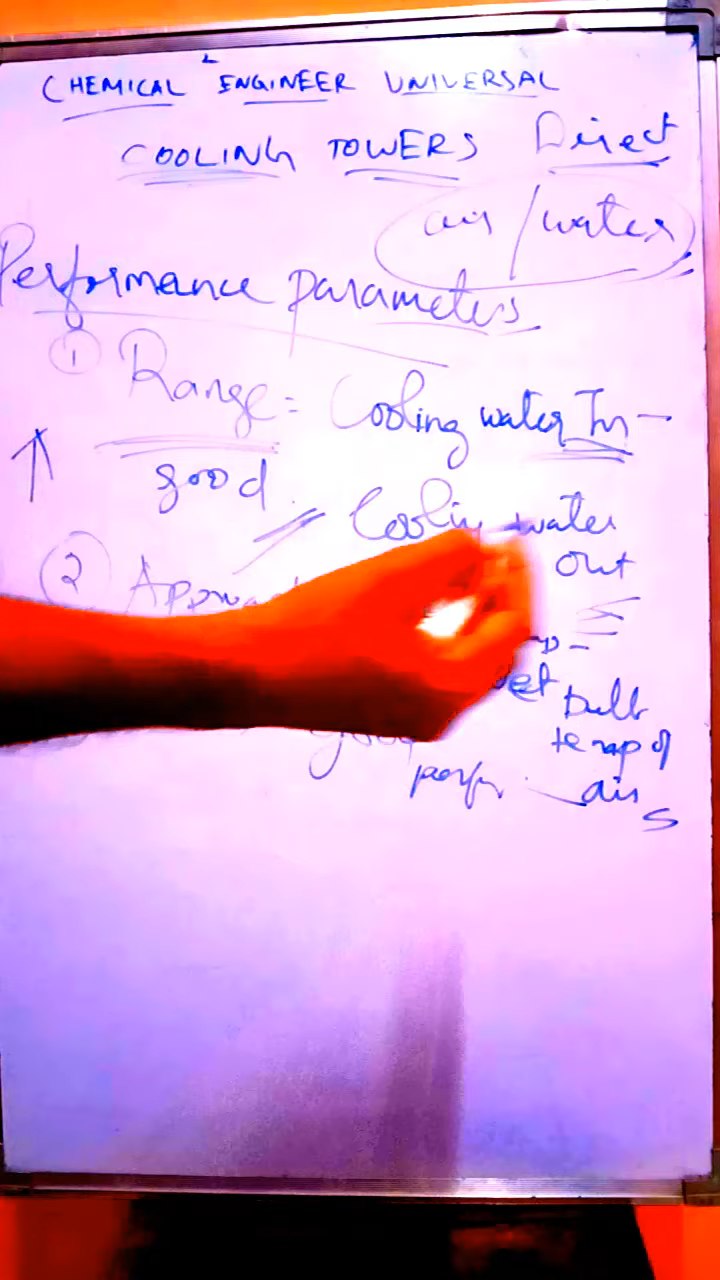 CHEMICAL ENGINEER UNIVERSAL
COOLING TOWERS Direct
air / water
Performance parameters
① Range = Cooling water In -
↑ good
Cooling water
out
②
wet bulb
temp of
perf air